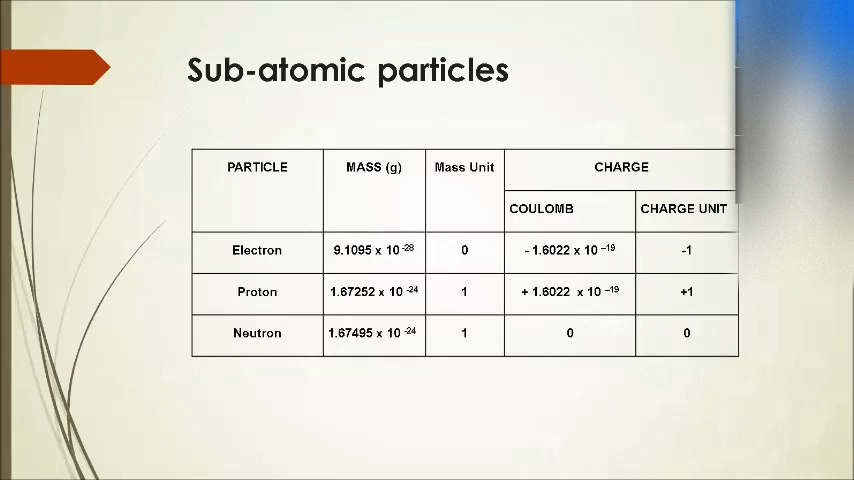 Sub-atomic particles
PARTICLE MASS (g) Mass Unit CHARGE
COULOMB CHARGE UNIT
Electron 9.1095 x 10⁻²⁸ 0 - 1.6022 x 10⁻¹⁹ -1
Proton 1.67252 x 10⁻²⁴ 1 + 1.6022 x 10⁻¹⁹ +1
Neutron 1.67495 x 10⁻²⁴ 1 0 0